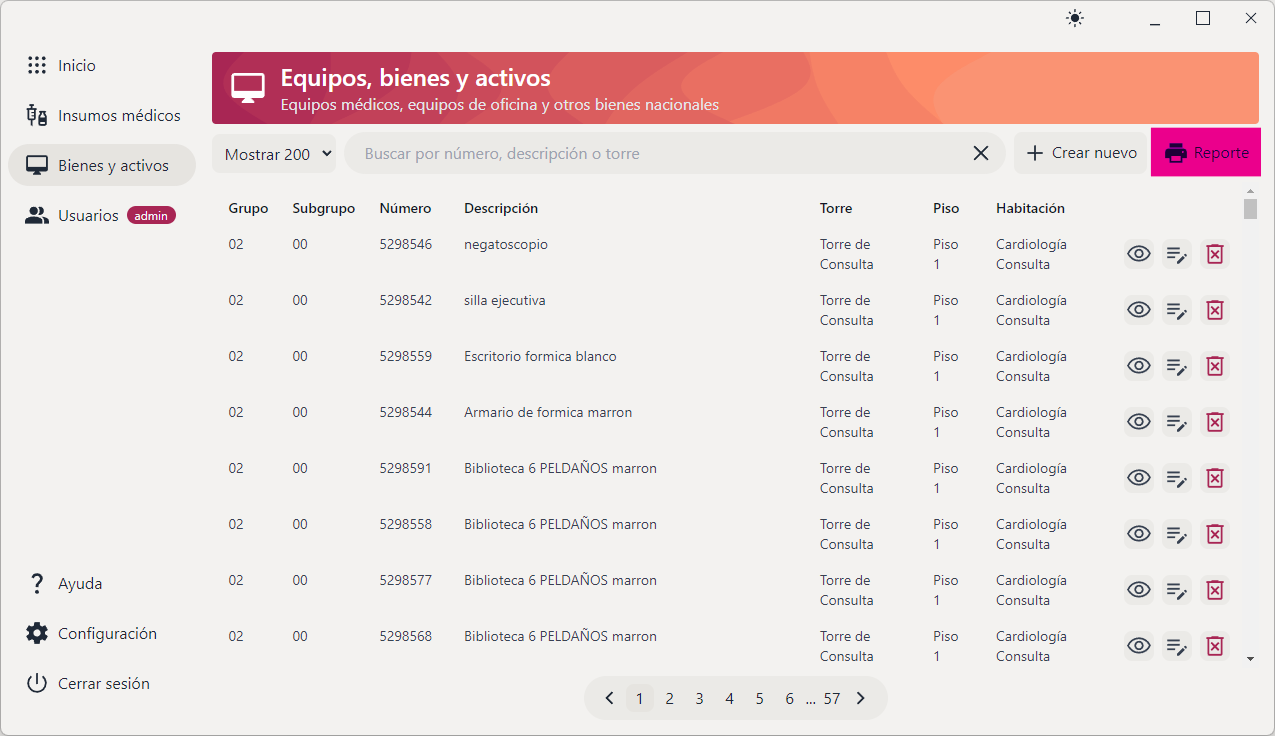 Inicio
Insumos médicos
Bienes y activos
Usuarios admin
Ayuda
Configuración
Cerrar sesión
Equipos, bienes y activos
Equipos médicos, equipos de oficina y otros bienes nacionales
Mostrar 200 Buscar por número, descripción o torre Crear nuevo Reporte
Grupo Subgrupo Número Descripción Torre Piso Habitación
02 00 5298546 negatoscopio Torre de Piso Cardiología
Consulta 1 Consulta
02 00 5298542 silla ejecutiva Torre de Piso Cardiología
Consulta 1 Consulta
02 00 5298559 Escritorio formica blanco Torre de Piso Cardiología
Consulta 1 Consulta
02 00 5298544 Armario de formica marron Torre de Piso Cardiología
Consulta 1 Consulta
02 00 5298591 Biblioteca 6 PELDAÑOS marron Torre de Piso Cardiología
Consulta 1 Consulta
02 00 5298558 Biblioteca 6 PELDAÑOS marron Torre de Piso Cardiología
Consulta 1 Consulta
02 00 5298577 Biblioteca 6 PELDAÑOS marron Torre de Piso Cardiología
Consulta 1 Consulta
02 00 5298568 Biblioteca 6 PELDAÑOS marron Torre de Piso Cardiología
Consulta 1 Consulta
1 2 3 4 5 6 ... 57